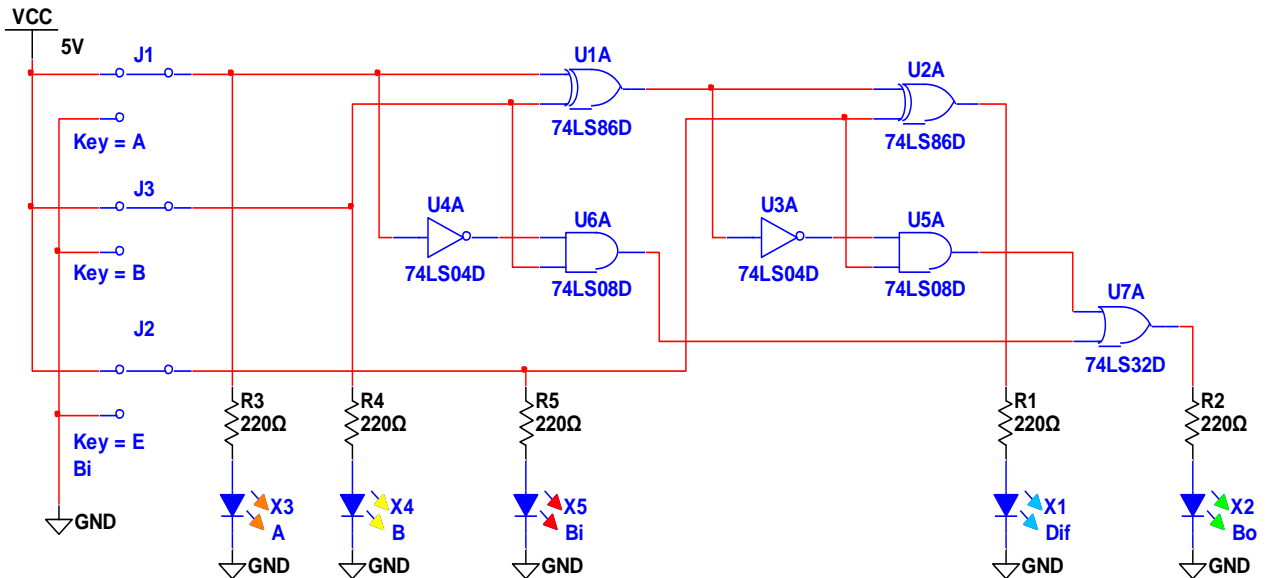 VCC
5V
J1
Key = A
J3
Key = B
J2
Key = E
Bi
GND
U1A
74LS86D
U2A
74LS86D
U4A
74LS04D
U6A
74LS08D
U3A
74LS04D
U5A
74LS08D
U7A
74LS32D
R3
220Ω
R4
220Ω
R5
220Ω
R1
220Ω
R2
220Ω
X3
A
X4
B
X5
Bi
X1
Dif
X2
Bo
GND
GND
GND
GND
GND